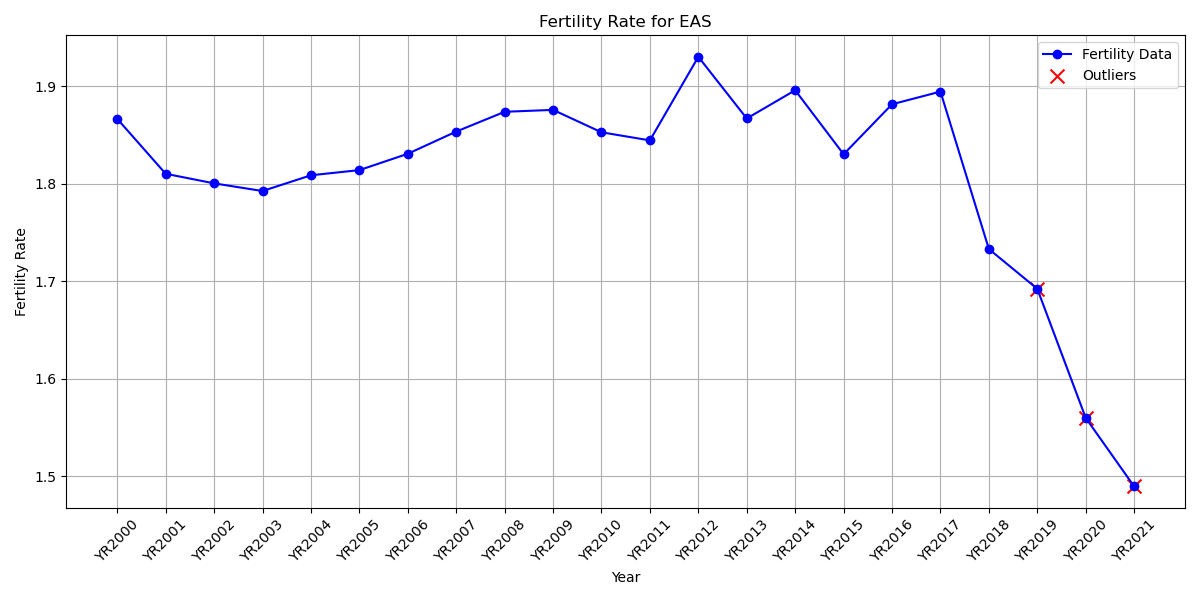 Fertility Rate for EAS
Fertility Data
Outliers
Fertility Rate
1.9
1.8
1.7
1.6
1.5
YR2000
YR2001
YR2002
YR2003
YR2004
YR2005
YR2006
YR2007
YR2008
YR2009
YR2010
YR2011
YR2012
YR2013
YR2014
YR2015
YR2016
YR2017
YR2018
YR2019
YR2020
YR2021
Year